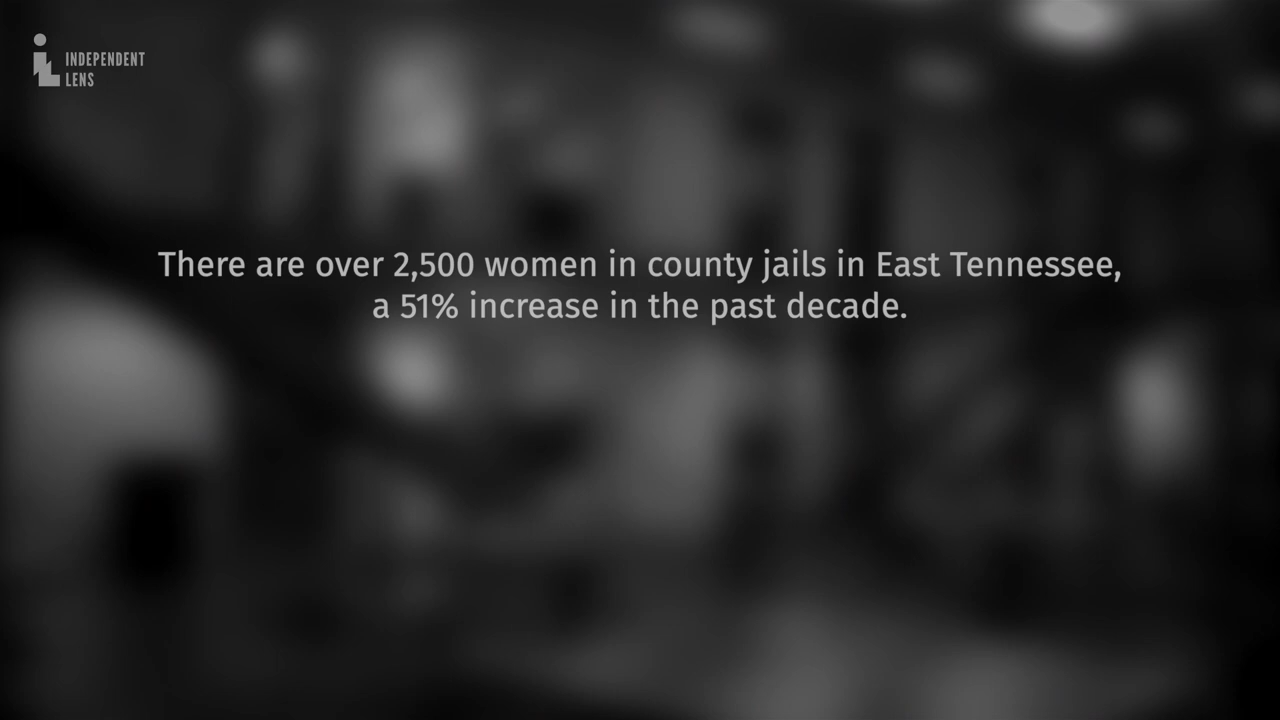 INDEPENDENT
LENS
There are over 2,500 women in county jails in East Tennessee,
a 51% increase in the past decade.